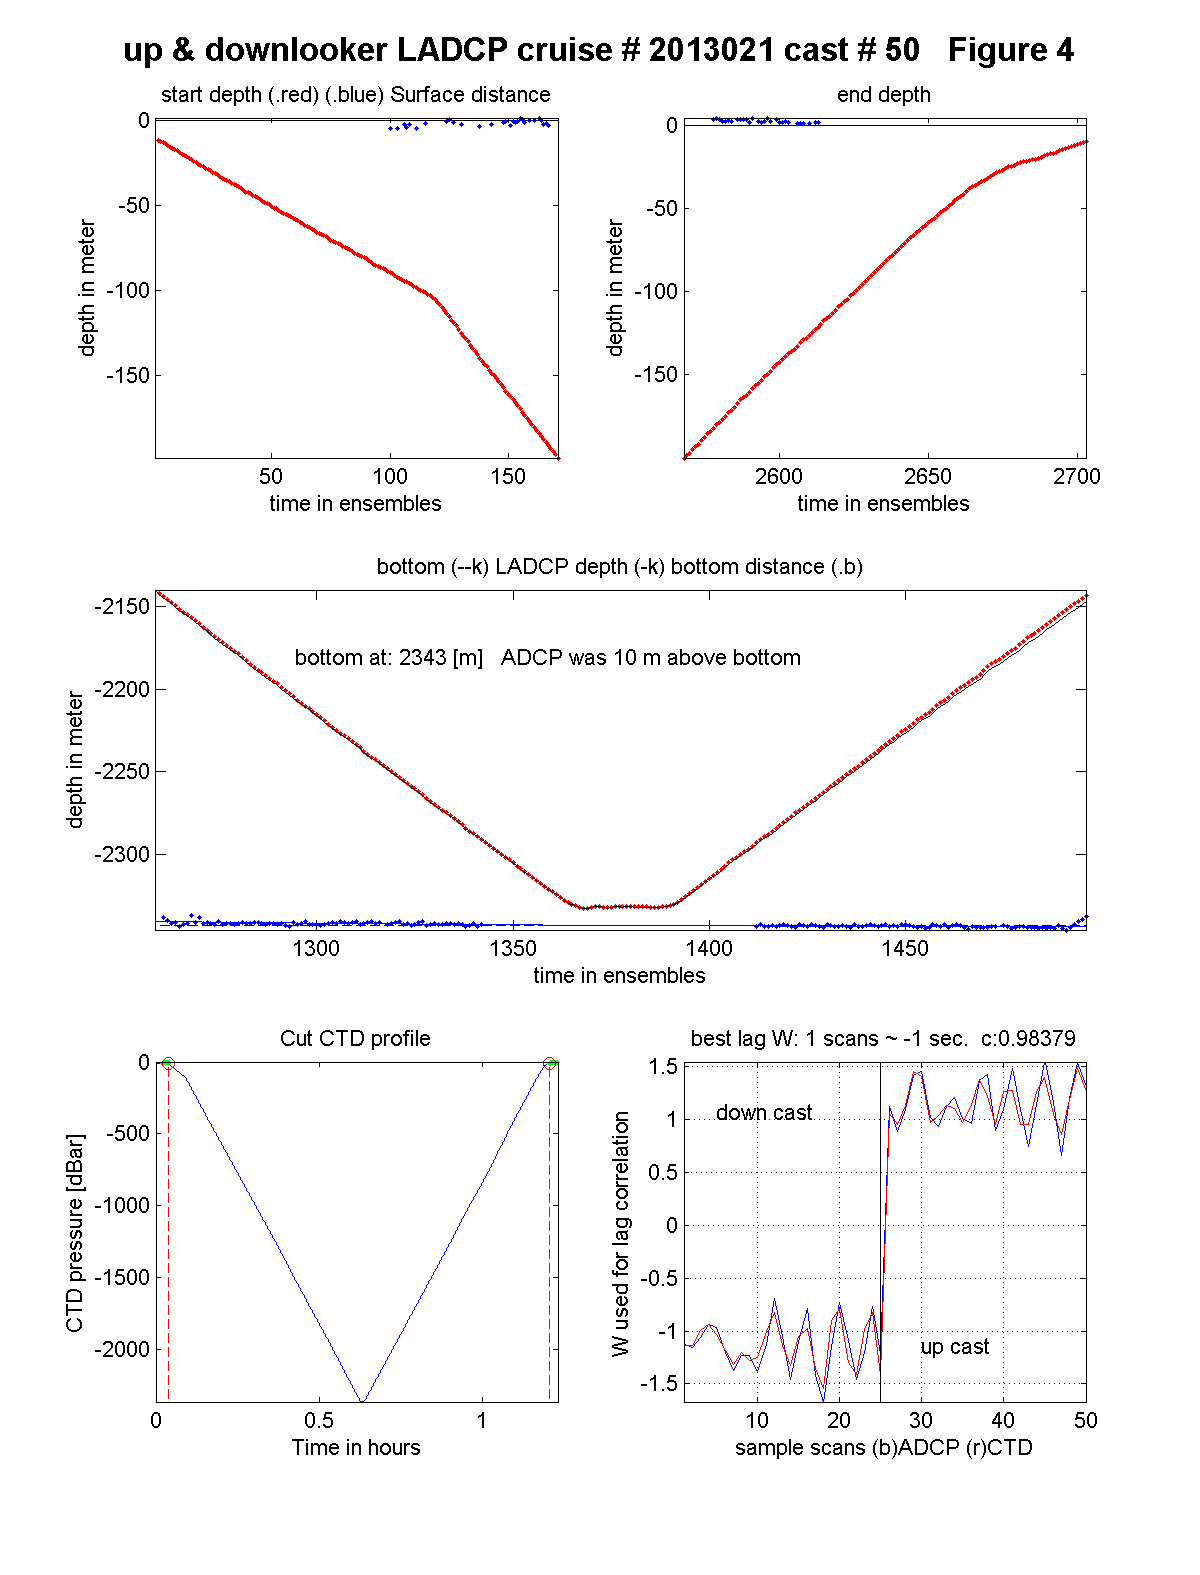 up & downlooker LADCP cruise # 2013021 cast # 50   Figure 4
start depth (.red) (.blue) Surface distance
0
-50
-100
-150
depth in meter
50 100 150
time in ensembles
end depth
0
-50
-100
-150
depth in meter
2600 2650 2700
time in ensembles
bottom (--k) LADCP depth (-k) bottom distance (.b)
-2150
-2200
-2250
-2300
depth in meter
bottom at: 2343 [m]   ADCP was 10 m above bottom
1300 1350 1400 1450
time in ensembles
Cut CTD profile
0
-500
-1000
-1500
-2000
CTD pressure [dBar]
0 0.5 1
Time in hours
best lag W: 1 scans ~ -1 sec.  c:0.98379
1.5
1
0.5
0
-0.5
-1
-1.5
W used for lag correlation
down cast
up cast
10 20 30 40 50
sample scans (b)ADCP (r)CTD